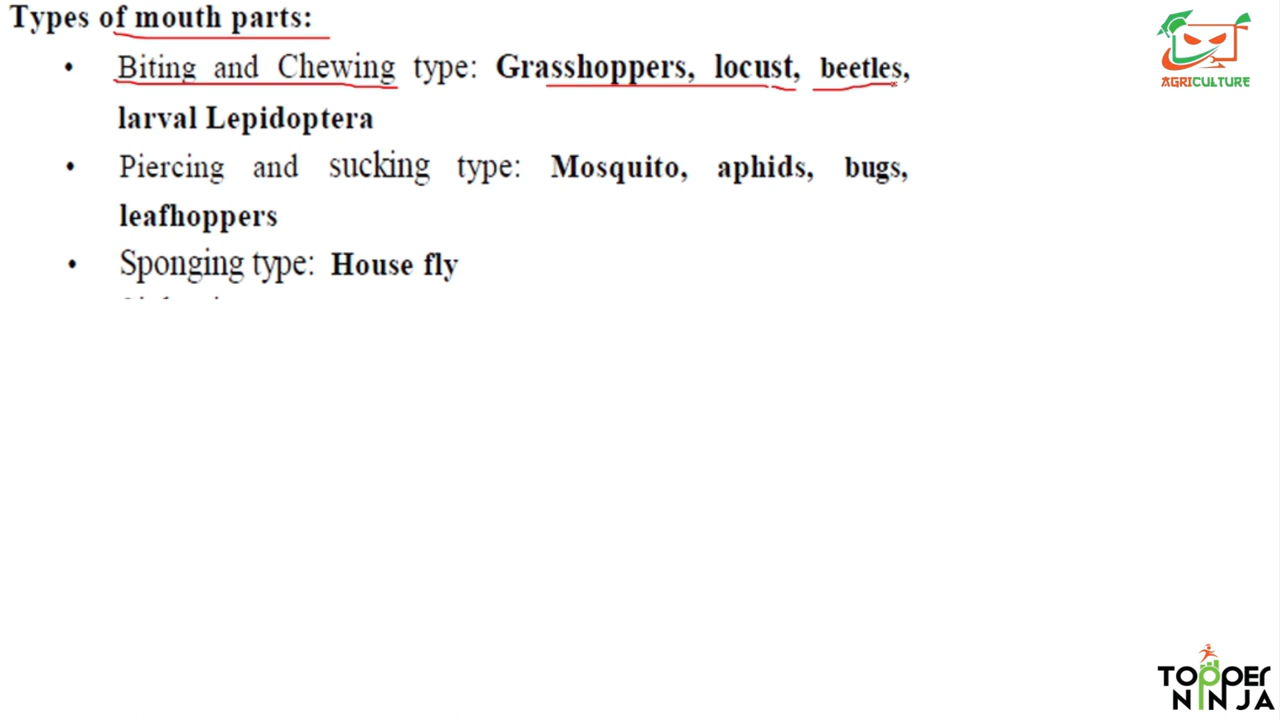 Types of mouth parts:
• Biting and Chewing type: Grasshoppers, locust, beetles,
larval Lepidoptera
• Piercing and sucking type: Mosquito, aphids, bugs,
leafhoppers
• Sponging type: House fly
AGRICULTURE
TOPPER
NINJA